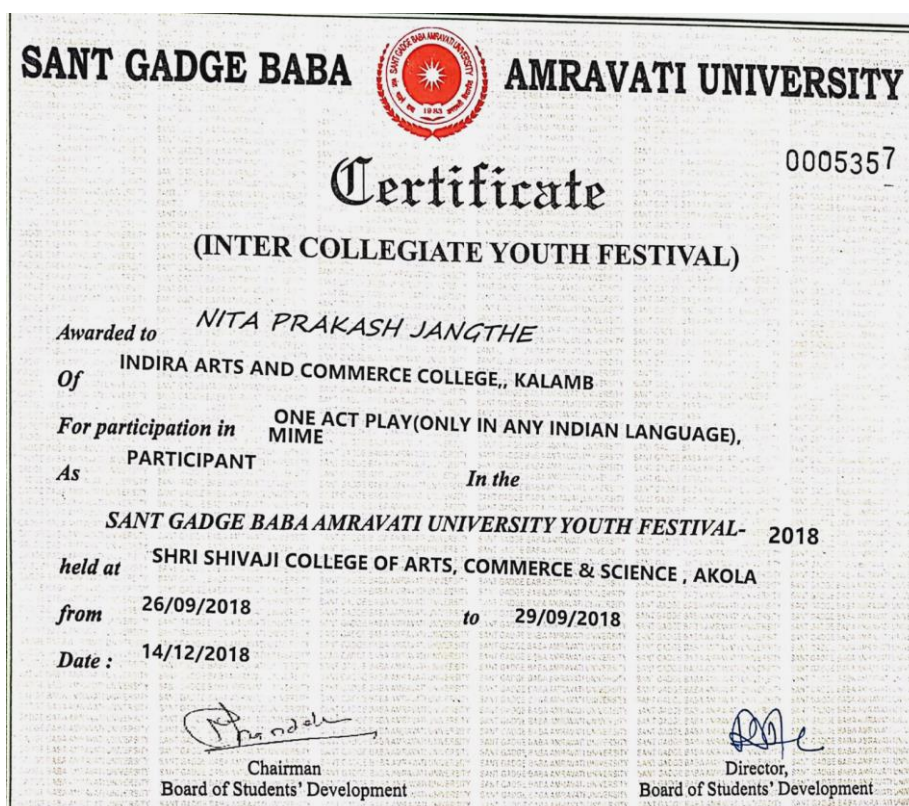 SANT GADGE BABA AMRAVATI UNIVERSITY
1983
0005357
Certificate
(INTER COLLEGIATE YOUTH FESTIVAL)
Awarded to NITA PRAKASH JANGTHE
Of INDIRA ARTS AND COMMERCE COLLEGE,, KALAMB
For participation in ONE ACT PLAY(ONLY IN ANY INDIAN LANGUAGE),
MIME
As PARTICIPANT In the
SANT GADGE BABA AMRAVATI UNIVERSITY YOUTH FESTIVAL- 2018
held at SHRI SHIVAJI COLLEGE OF ARTS, COMMERCE & SCIENCE , AKOLA
from 26/09/2018 to 29/09/2018
Date : 14/12/2018
Chairman Director,
Board of Students' Development Board of Students' Development